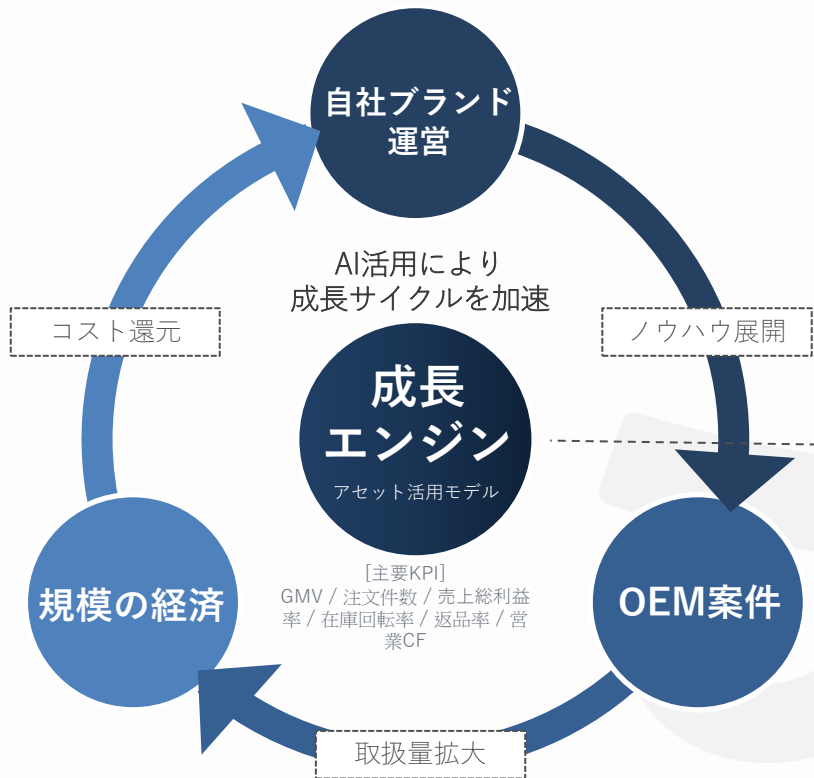 自社ブランド
運営
AI活用により
成長サイクルを加速
コスト還元
ノウハウ展開
成長
エンジン
アセット活用モデル
[主要KPI]
GMV / 注文件数 / 売上総利益
率 / 在庫回転率 / 返品率 / 営
業CF
規模の経済
OEM案件
取扱量拡大